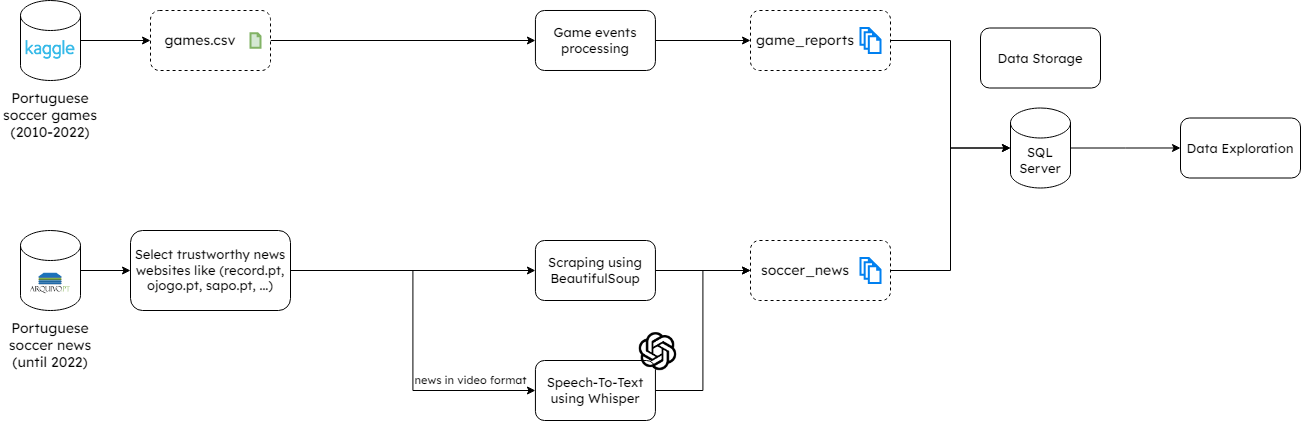 kaggle
Portuguese
soccer games
(2010-2022)
games.csv
Game events
processing
game_reports
Data Storage
SQL
Server
Data Exploration
ARQUIVO.PT
Portuguese
soccer news
(until 2022)
Select trustworthy news
websites like (record.pt,
ojogo.pt, sapo.pt, ...)
Scraping using
BeautifulSoup
soccer_news
news in video format
Speech-To-Text
using Whisper